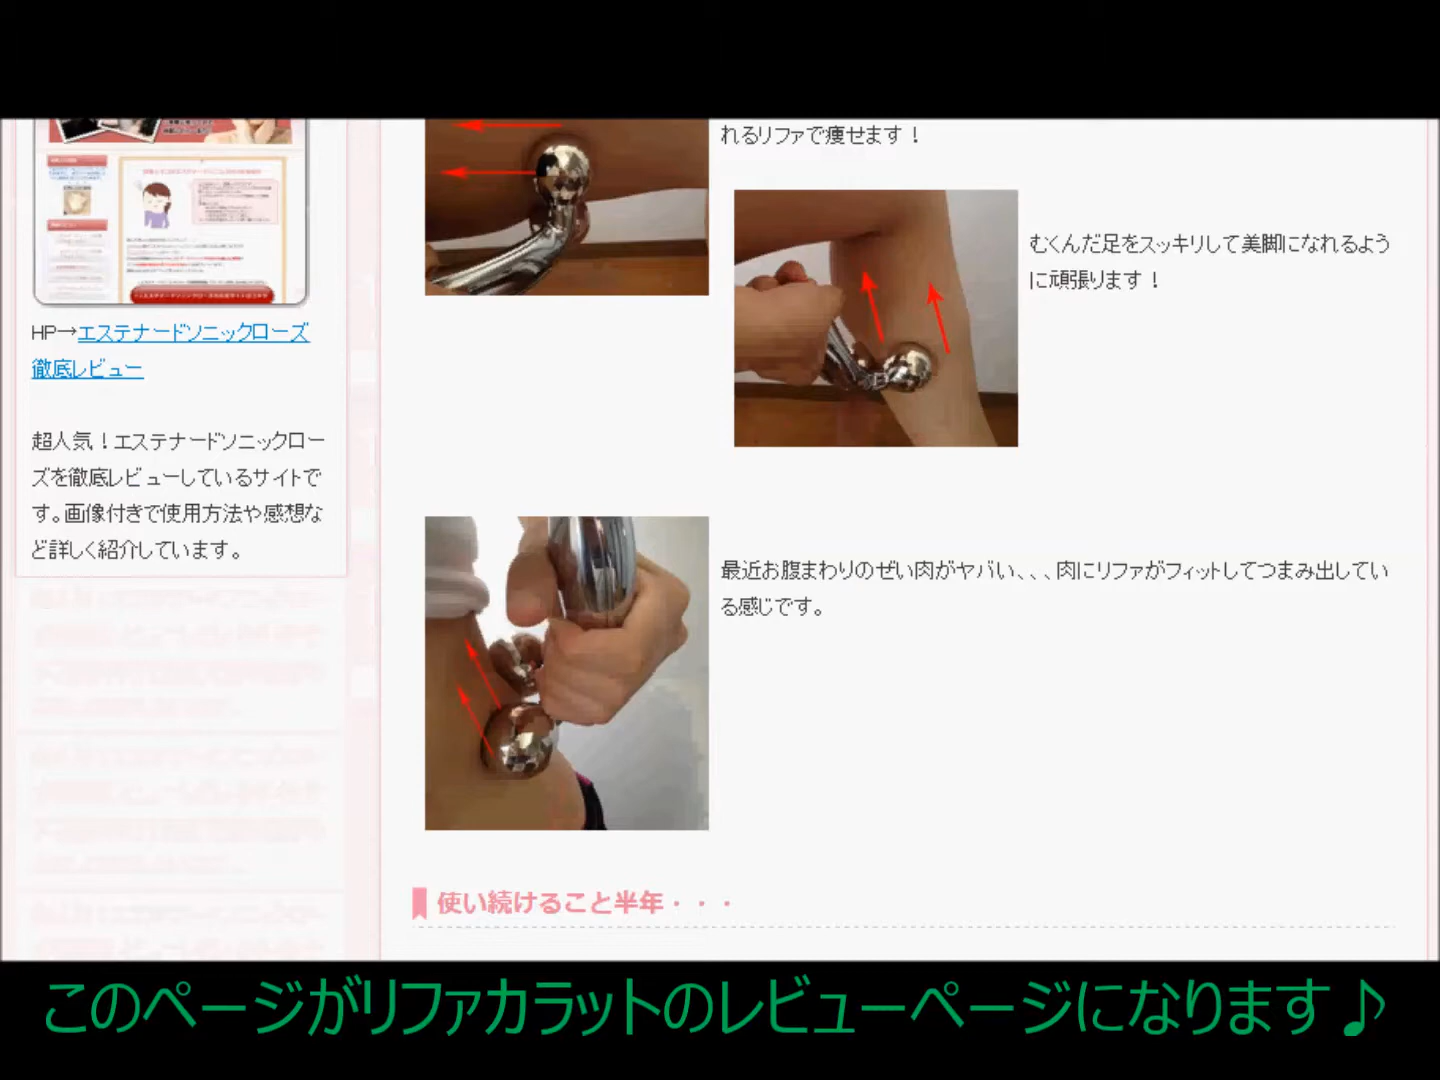 れるリファで痩せます！
むくんだ足をスッキリして美脚になれるよう
に頑張ります！
HP→エステナードソニックローズ
徹底レビュー
超人気！エステナードソニックロー
ズを徹底レビューしているサイトで
す。画像付きで使用方法や感想な
ど詳しく紹介しています。
最近お腹まわりのぜい肉がヤバい、、、肉にリファがフィットしてつまみ出してい
る感じです。
使い続けること半年・・・
このページがリファカラットのレビューページになります♪